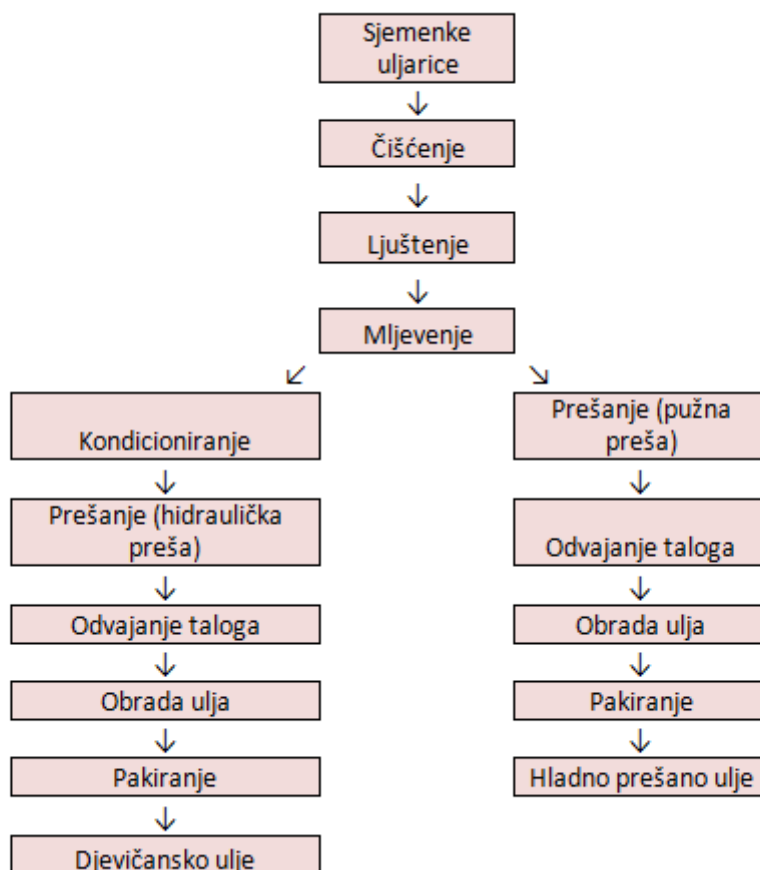 Sjemenke
uljarice
↓
Čišćenje
↓
Ljuštenje
↓
Mljevenje
↙ ↘
Kondicioniranje
↓
Prešanje (hidraulička
preša)
↓
Odvajanje taloga
↓
Obrada ulja
↓
Pakiranje
↓
Djevičansko ulje
Prešanje (pužna
preša)
↓
Odvajanje taloga
↓
Obrada ulja
↓
Pakiranje
↓
Hladno prešano ulje